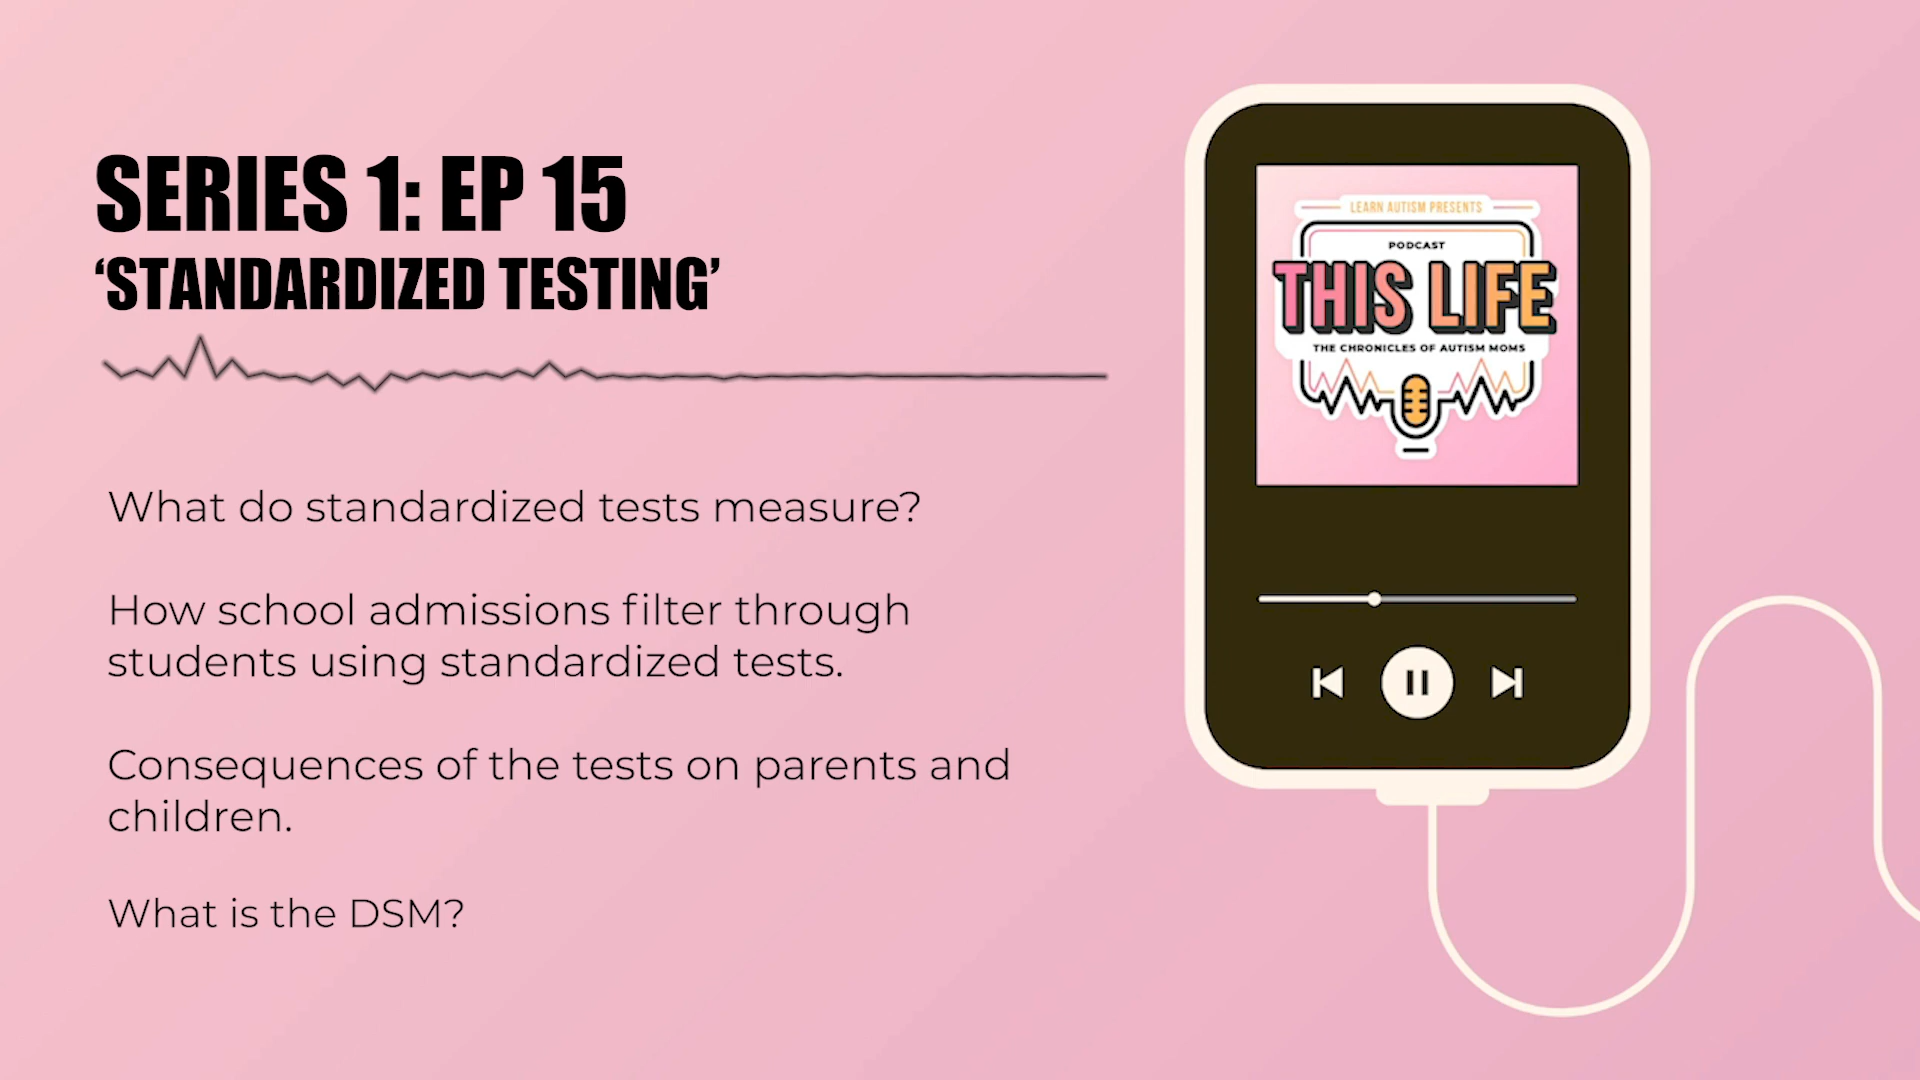 SERIES 1: EP 15
‘STANDARDIZED TESTING’
What do standardized tests measure?
How school admissions filter through
students using standardized tests.
Consequences of the tests on parents and
children.
What is the DSM?
LEARN AUTISM PRESENTS
PODCAST
THIS LIFE
THE CHRONICLES OF AUTISM MOMS